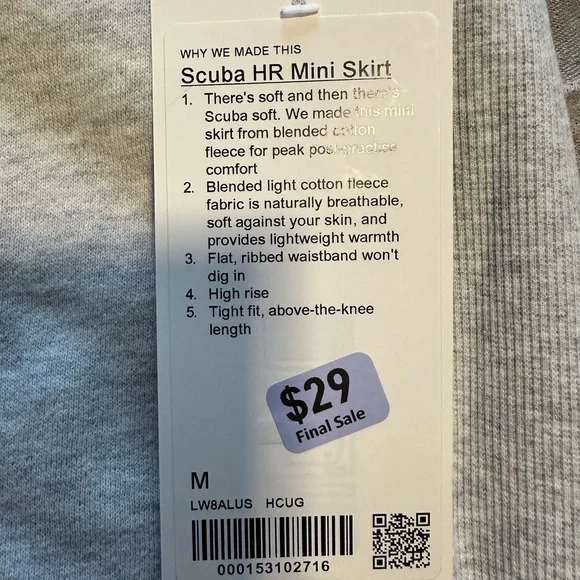 WHY WE MADE THIS
Scuba HR Mini Skirt
1. There's soft and then there's
Scuba soft. We made this mini
skirt from blended cotton
fleece for peak post-practice
comfort
2. Blended light cotton fleece
fabric is naturally breathable,
soft against your skin, and
provides lightweight warmth
3. Flat, ribbed waistband won't
dig in
4. High rise
5. Tight fit, above-the-knee
length
$29
Final Sale
M
LW8ALUS HCUG
000153102716